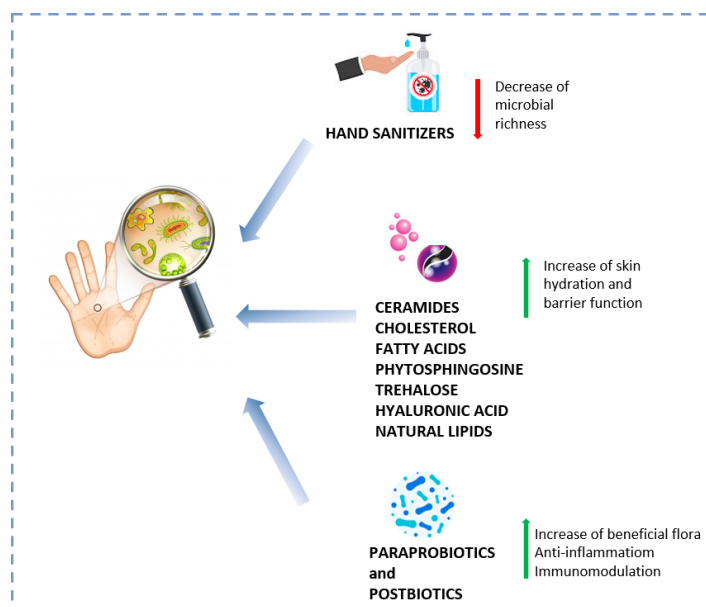 Decrease of
microbial
richness
HAND SANITIZERS
Increase of skin
hydration and
barrier function
CERAMIDES
CHOLESTEROL
FATTY ACIDS
PHYTOSPHINGOSINE
TREHALOSE
HYALURONIC ACID
NATURAL LIPIDS
Increase of beneficial flora
Anti-inflammatiom
Immunomodulation
PARAPROBIOTICS
and
POSTBIOTICS